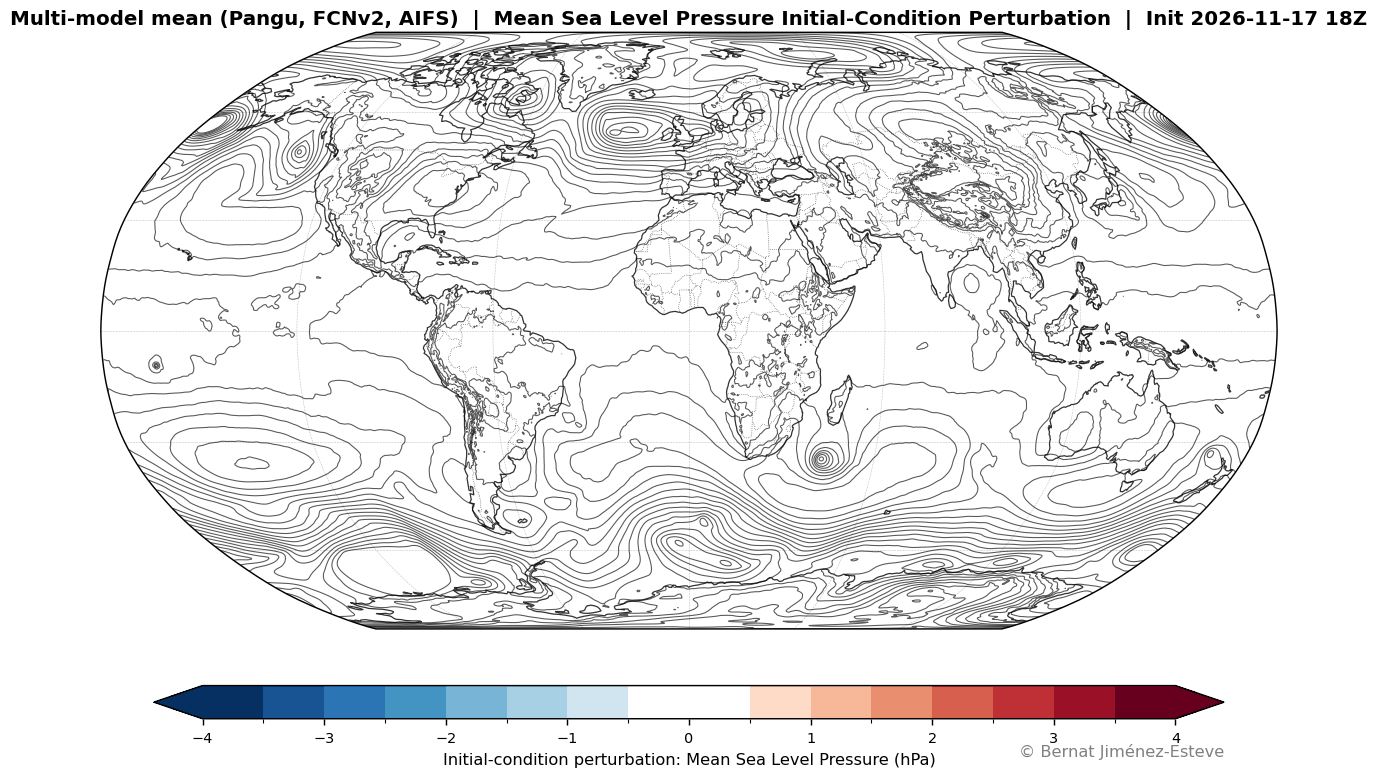 Multi-model mean (Pangu, FCNv2, AIFS) | Mean Sea Level Pressure Initial-Condition Perturbation | Init 2026-11-17 18Z
−4 −3 −2 −1 0 1 2 3 4
Initial-condition perturbation: Mean Sea Level Pressure (hPa)
© Bernat Jiménez-Esteve